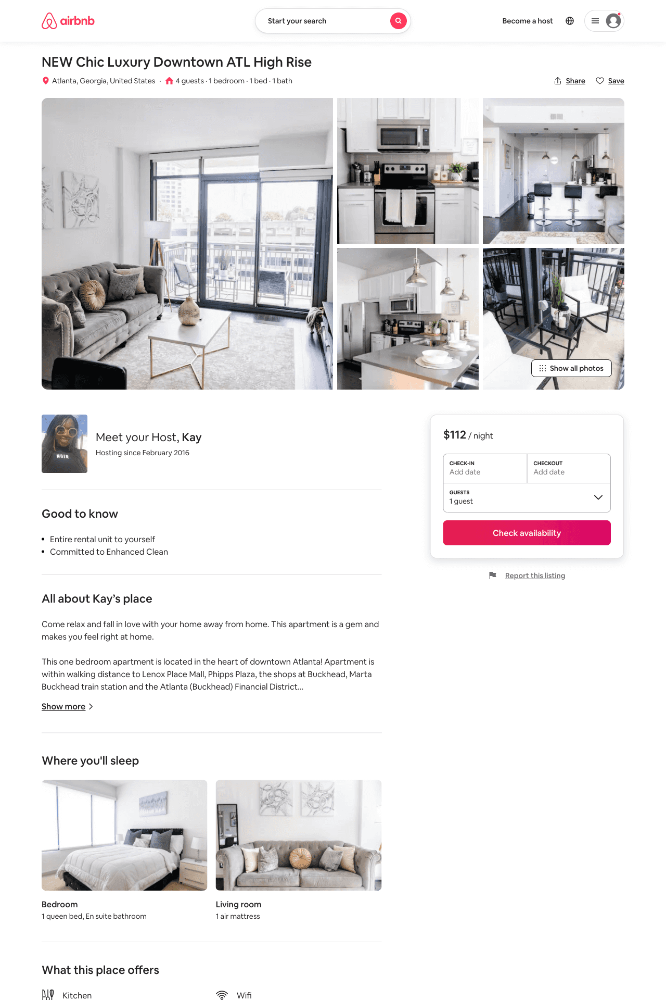 airbnb
Start your search
Become a host
NEW Chic Luxury Downtown ATL High Rise
Atlanta, Georgia, United States · 4 guests · 1 bedroom · 1 bed · 1 bath
Share
Save
Show all photos
NOIR
Meet your Host, Kay
Hosting since February 2016
$112 / night
CHECK-IN
Add date
CHECKOUT
Add date
GUESTS
1 guest
Check availability
Report this listing
Good to know
• Entire rental unit to yourself
• Committed to Enhanced Clean
All about Kay’s place
Come relax and fall in love with your home away from home. This apartment is a gem and
makes you feel right at home.
This one bedroom apartment is located in the heart of downtown Atlanta! Apartment is
within walking distance to Lenox Place Mall, Phipps Plaza, the shops at Buckhead, Marta
Buckhead train station and the Atlanta (Buckhead) Financial District...
Show more
Where you'll sleep
Bedroom
1 queen bed, En suite bathroom
Living room
1 air mattress
What this place offers
Kitchen
Wifi